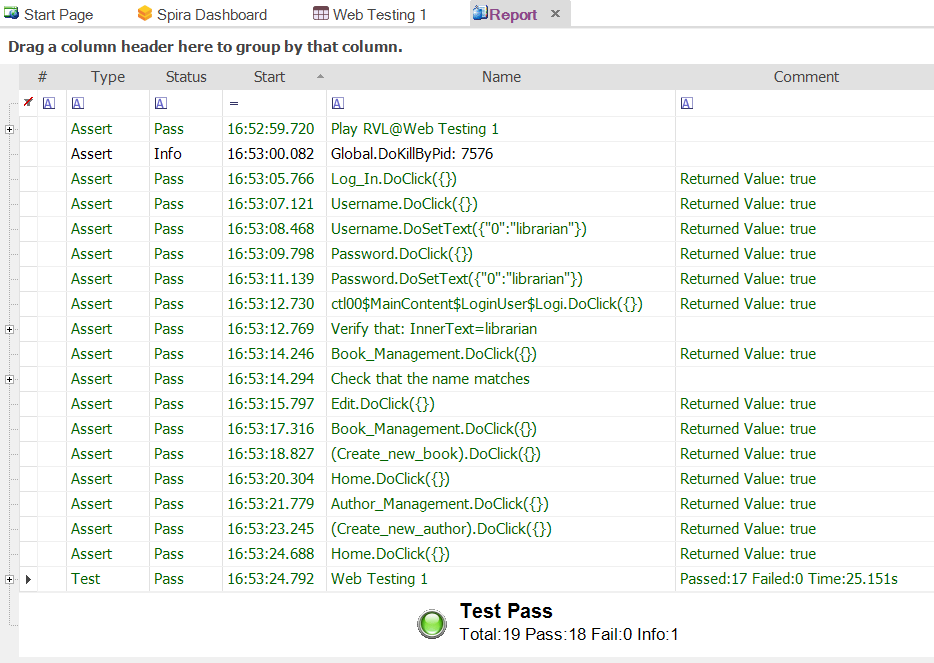 Start Page Spira Dashboard Web Testing 1 Report
Drag a column header here to group by that column.
# Type Status Start Name Comment
A A A = A A
Assert Pass 16:52:59.720 Play RVL@Web Testing 1
Assert Info 16:53:00.082 Global.DoKillByPid: 7576
Assert Pass 16:53:05.766 Log_In.DoClick({}) Returned Value: true
Assert Pass 16:53:07.121 Username.DoClick({}) Returned Value: true
Assert Pass 16:53:08.468 Username.DoSetText({"0":"librarian"}) Returned Value: true
Assert Pass 16:53:09.798 Password.DoClick({}) Returned Value: true
Assert Pass 16:53:11.139 Password.DoSetText({"0":"librarian"}) Returned Value: true
Assert Pass 16:53:12.730 ctl00$MainContent$LoginUser$Logi.DoClick({}) Returned Value: true
Assert Pass 16:53:12.769 Verify that: InnerText=librarian
Assert Pass 16:53:14.246 Book_Management.DoClick({}) Returned Value: true
Assert Pass 16:53:14.294 Check that the name matches
Assert Pass 16:53:15.797 Edit.DoClick({}) Returned Value: true
Assert Pass 16:53:17.316 Book_Management.DoClick({}) Returned Value: true
Assert Pass 16:53:18.827 (Create_new_book).DoClick({}) Returned Value: true
Assert Pass 16:53:20.304 Home.DoClick({}) Returned Value: true
Assert Pass 16:53:21.779 Author_Management.DoClick({}) Returned Value: true
Assert Pass 16:53:23.245 (Create_new_author).DoClick({}) Returned Value: true
Assert Pass 16:53:24.688 Home.DoClick({}) Returned Value: true
Test Pass 16:53:24.792 Web Testing 1 Passed:17 Failed:0 Time:25.151s
Test Pass
Total:19 Pass:18 Fail:0 Info:1